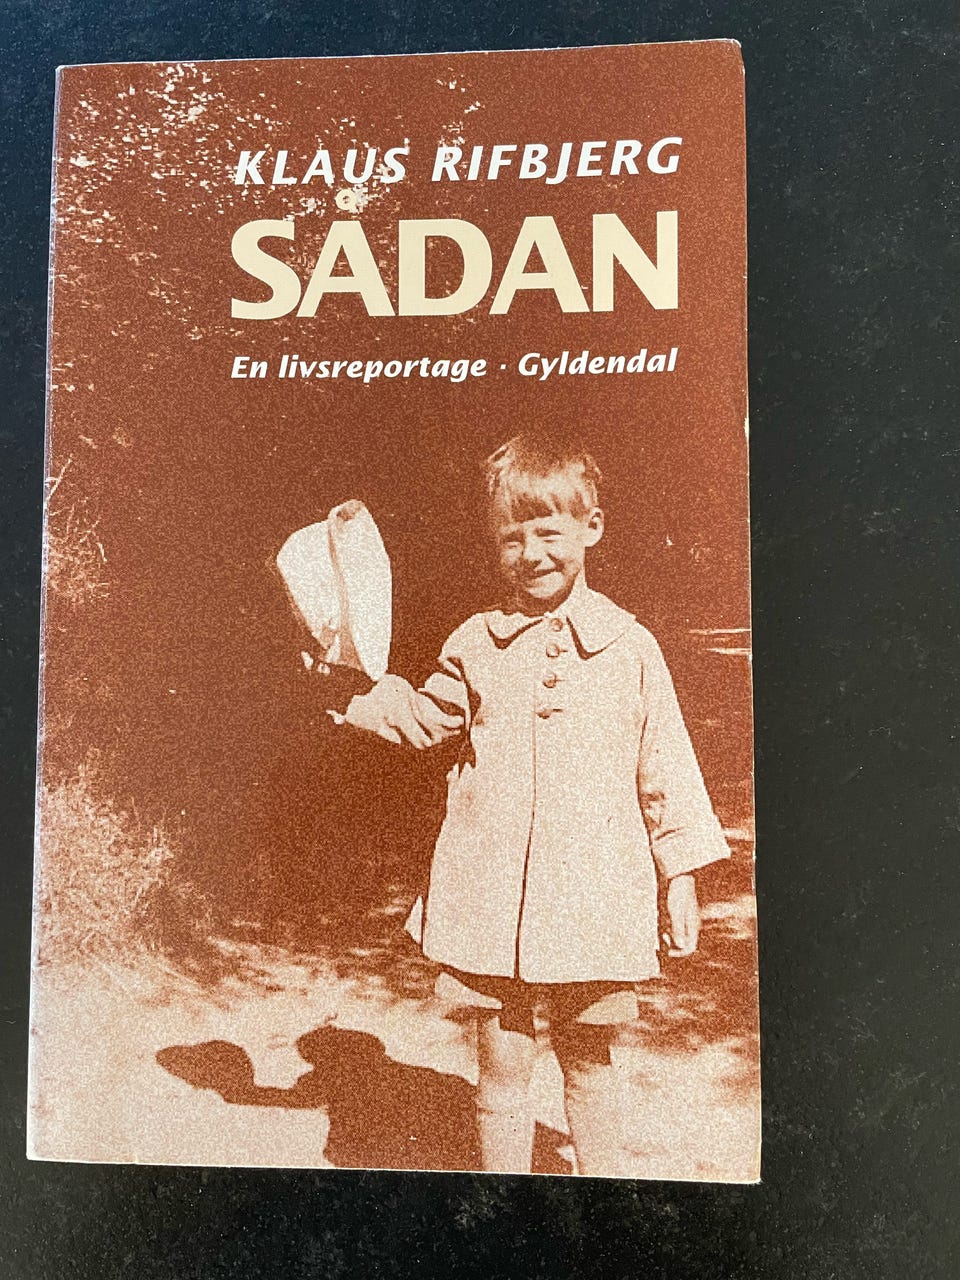 KLAUS RIFBJERG
SÅDAN
En livsreportage · Gyldendal